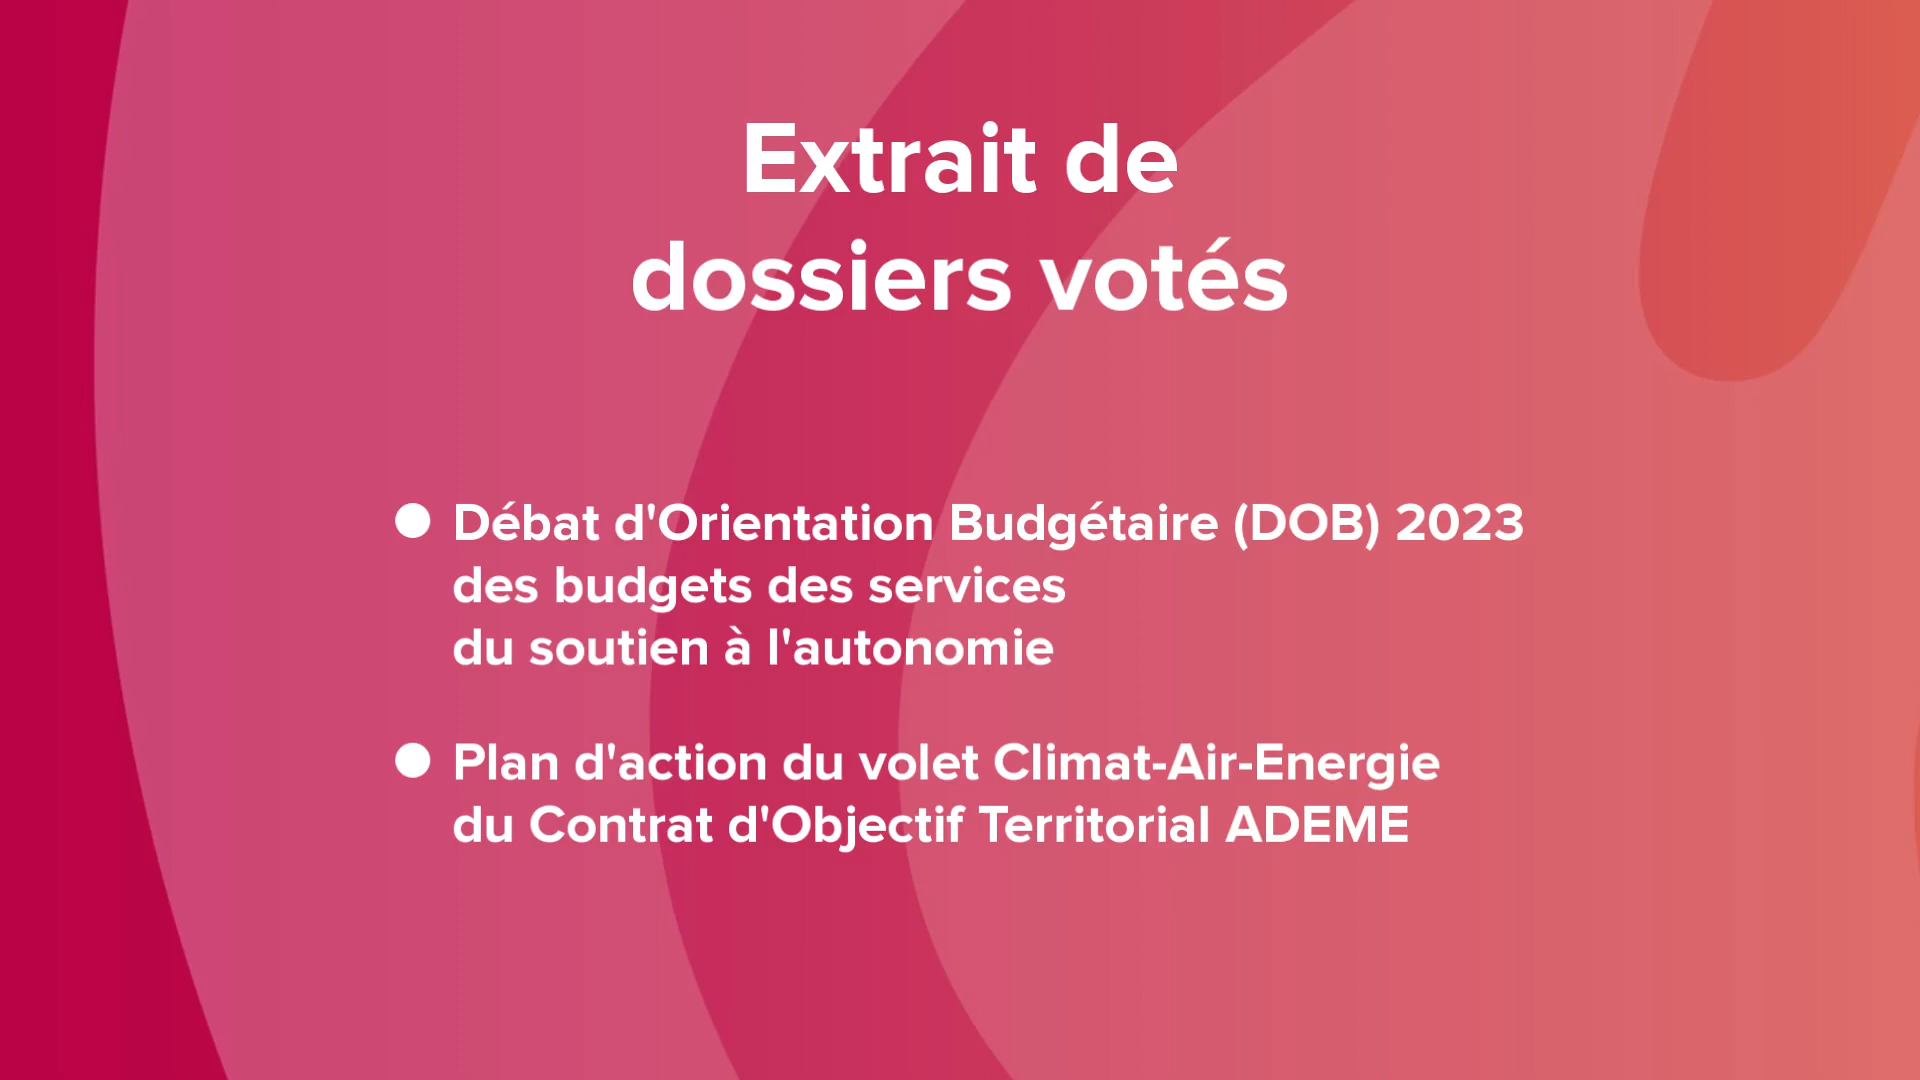 Extrait de
dossiers votés
● Débat d'Orientation Budgétaire (DOB) 2023
des budgets des services
du soutien à l'autonomie
● Plan d'action du volet Climat-Air-Energie
du Contrat d'Objectif Territorial ADEME